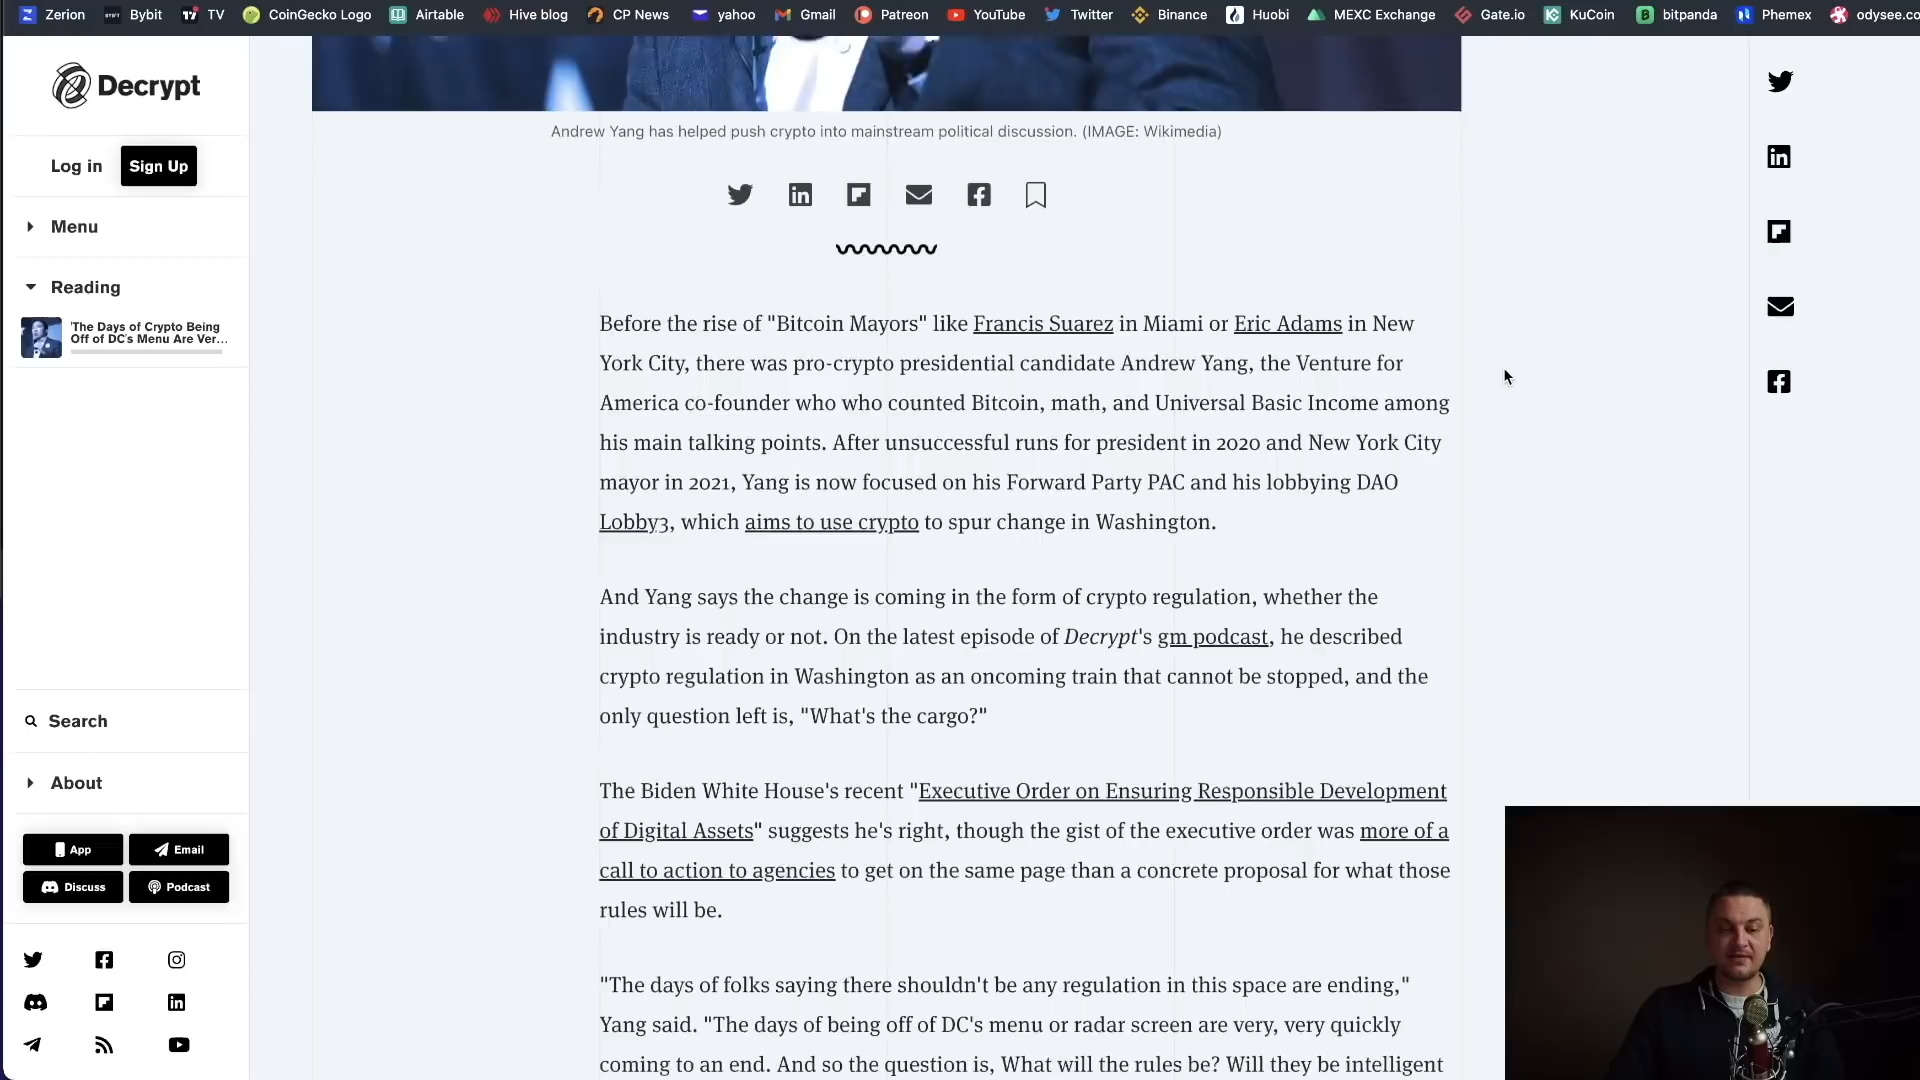 Zerion Bybit TV CoinGecko Logo Airtable Hive blog CP News yahoo Gmail Patreon YouTube Twitter Binance Huobi MEXC Exchange Gate.io KuCoin bitpanda Phemex odysee.co
Decrypt
Log in Sign Up
Menu
Reading
'The Days of Crypto Being
Off of DC's Menu Are Ver...
Search
About
App Email
Discuss Podcast
Andrew Yang has helped push crypto into mainstream political discussion. (IMAGE: Wikimedia)
Before the rise of "Bitcoin Mayors" like Francis Suarez in Miami or Eric Adams in New
York City, there was pro-crypto presidential candidate Andrew Yang, the Venture for
America co-founder who who counted Bitcoin, math, and Universal Basic Income among
his main talking points. After unsuccessful runs for president in 2020 and New York City
mayor in 2021, Yang is now focused on his Forward Party PAC and his lobbying DAO
Lobby3, which aims to use crypto to spur change in Washington.
And Yang says the change is coming in the form of crypto regulation, whether the
industry is ready or not. On the latest episode of Decrypt's gm podcast, he described
crypto regulation in Washington as an oncoming train that cannot be stopped, and the
only question left is, "What's the cargo?"
The Biden White House's recent "Executive Order on Ensuring Responsible Development
of Digital Assets" suggests he's right, though the gist of the executive order was more of a
call to action to agencies to get on the same page than a concrete proposal for what those
rules will be.
"The days of folks saying there shouldn't be any regulation in this space are ending,"
Yang said. "The days of being off of DC's menu or radar screen are very, very quickly
coming to an end. And so the question is, What will the rules be? Will they be intelligent